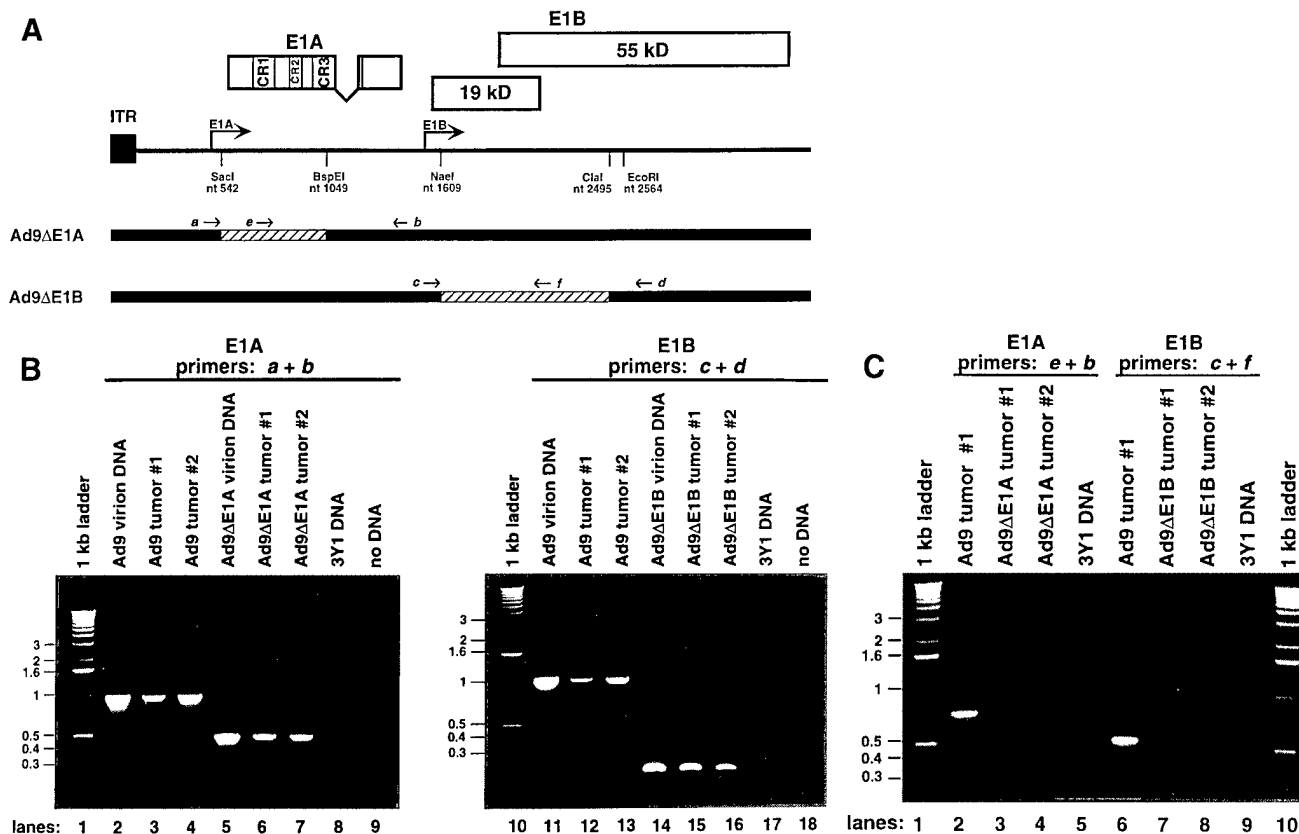 A
E1A
CR1 CR2 CR3
E1B
55 kD
19 kD
ITR
E1A
E1B
SacI
nt 542
BspEI
nt 1049
NaeI
nt 1609
ClaI
nt 2495
EcoRI
nt 2564
Ad9ΔE1A
a → e → ← b
Ad9ΔE1B
c → ← f ← d
B
E1A
primers: a + b
1 kb ladder
Ad9 virion DNA
Ad9 tumor #1
Ad9 tumor #2
Ad9ΔE1A virion DNA
Ad9ΔE1A tumor #1
Ad9ΔE1A tumor #2
3Y1 DNA
no DNA
3
2
1.6
1
0.5
0.4
0.3
lanes: 1 2 3 4 5 6 7 8 9
E1B
primers: c + d
1 kb ladder
Ad9 virion DNA
Ad9 tumor #1
Ad9 tumor #2
Ad9ΔE1B virion DNA
Ad9ΔE1B tumor #1
Ad9ΔE1B tumor #2
3Y1 DNA
no DNA
3
2
1.6
1
0.5
0.4
0.3
10 11 12 13 14 15 16 17 18
C
E1A
primers: e + b
E1B
primers: c + f
1 kb ladder
Ad9 tumor #1
Ad9ΔE1A tumor #1
Ad9ΔE1A tumor #2
3Y1 DNA
Ad9 tumor #1
Ad9ΔE1B tumor #1
Ad9ΔE1B tumor #2
3Y1 DNA
1 kb ladder
3
2
1.6
1
0.5
0.4
0.3
lanes: 1 2 3 4 5 6 7 8 9 10